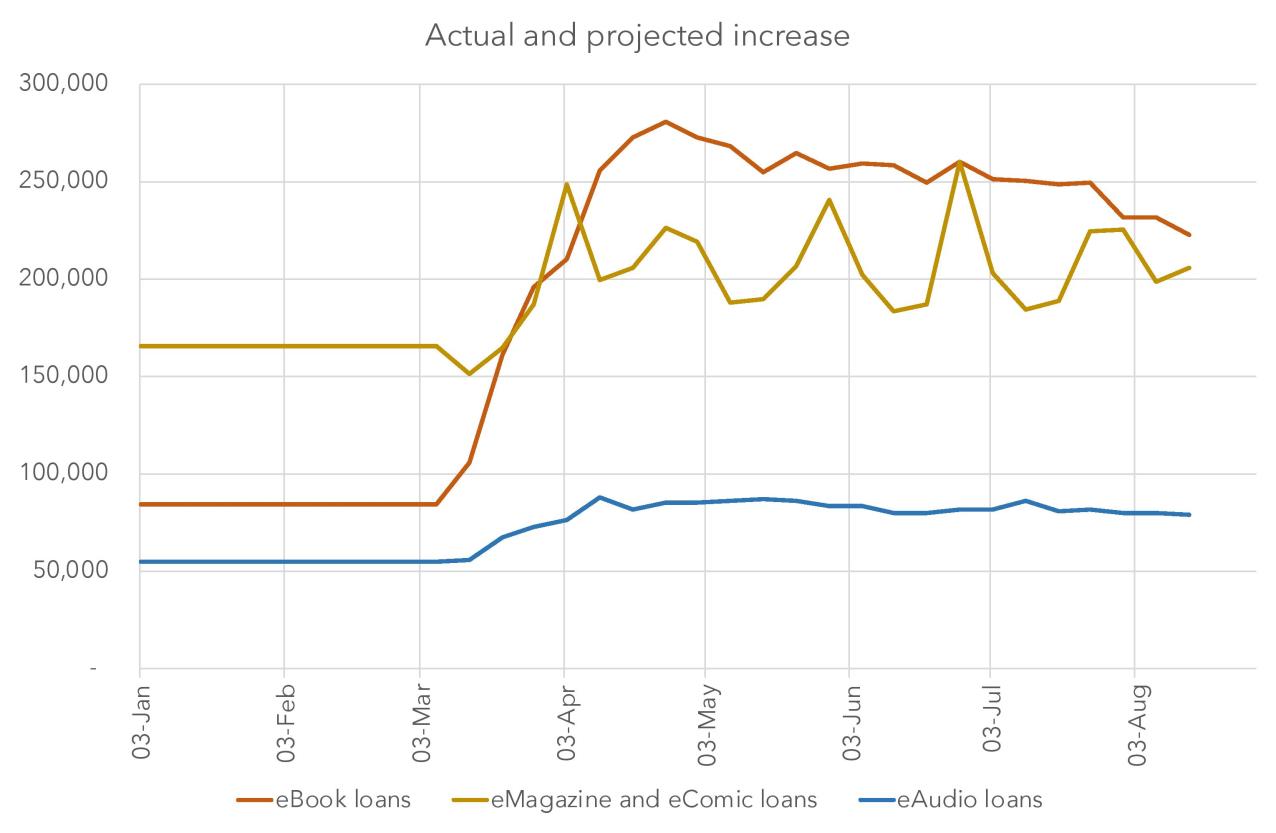 Actual and projected increase
300,000
250,000
200,000
150,000
100,000
50,000
-
03-Jan
03-Feb
03-Mar
03-Apr
03-May
03-Jun
03-Jul
03-Aug
eBook loans
eMagazine and eComic loans
eAudio loans